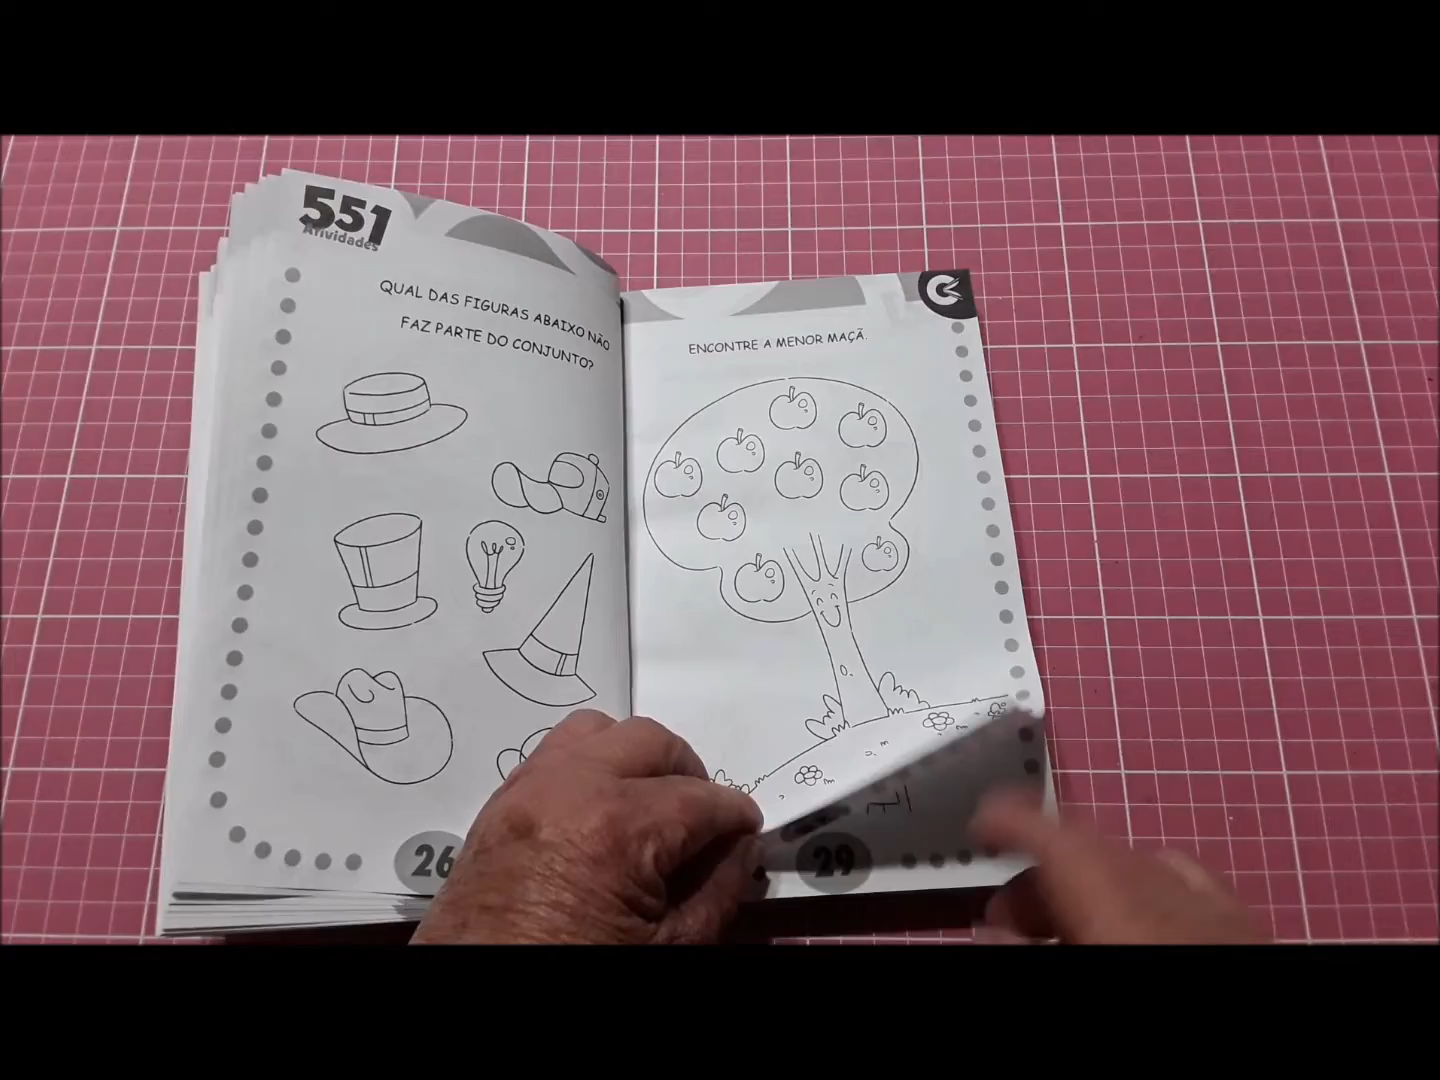 551
Atividades
QUAL DAS FIGURAS ABAIXO NÃO
FAZ PARTE DO CONJUNTO?
26
ENCONTRE A MENOR MAÇÃ.
29